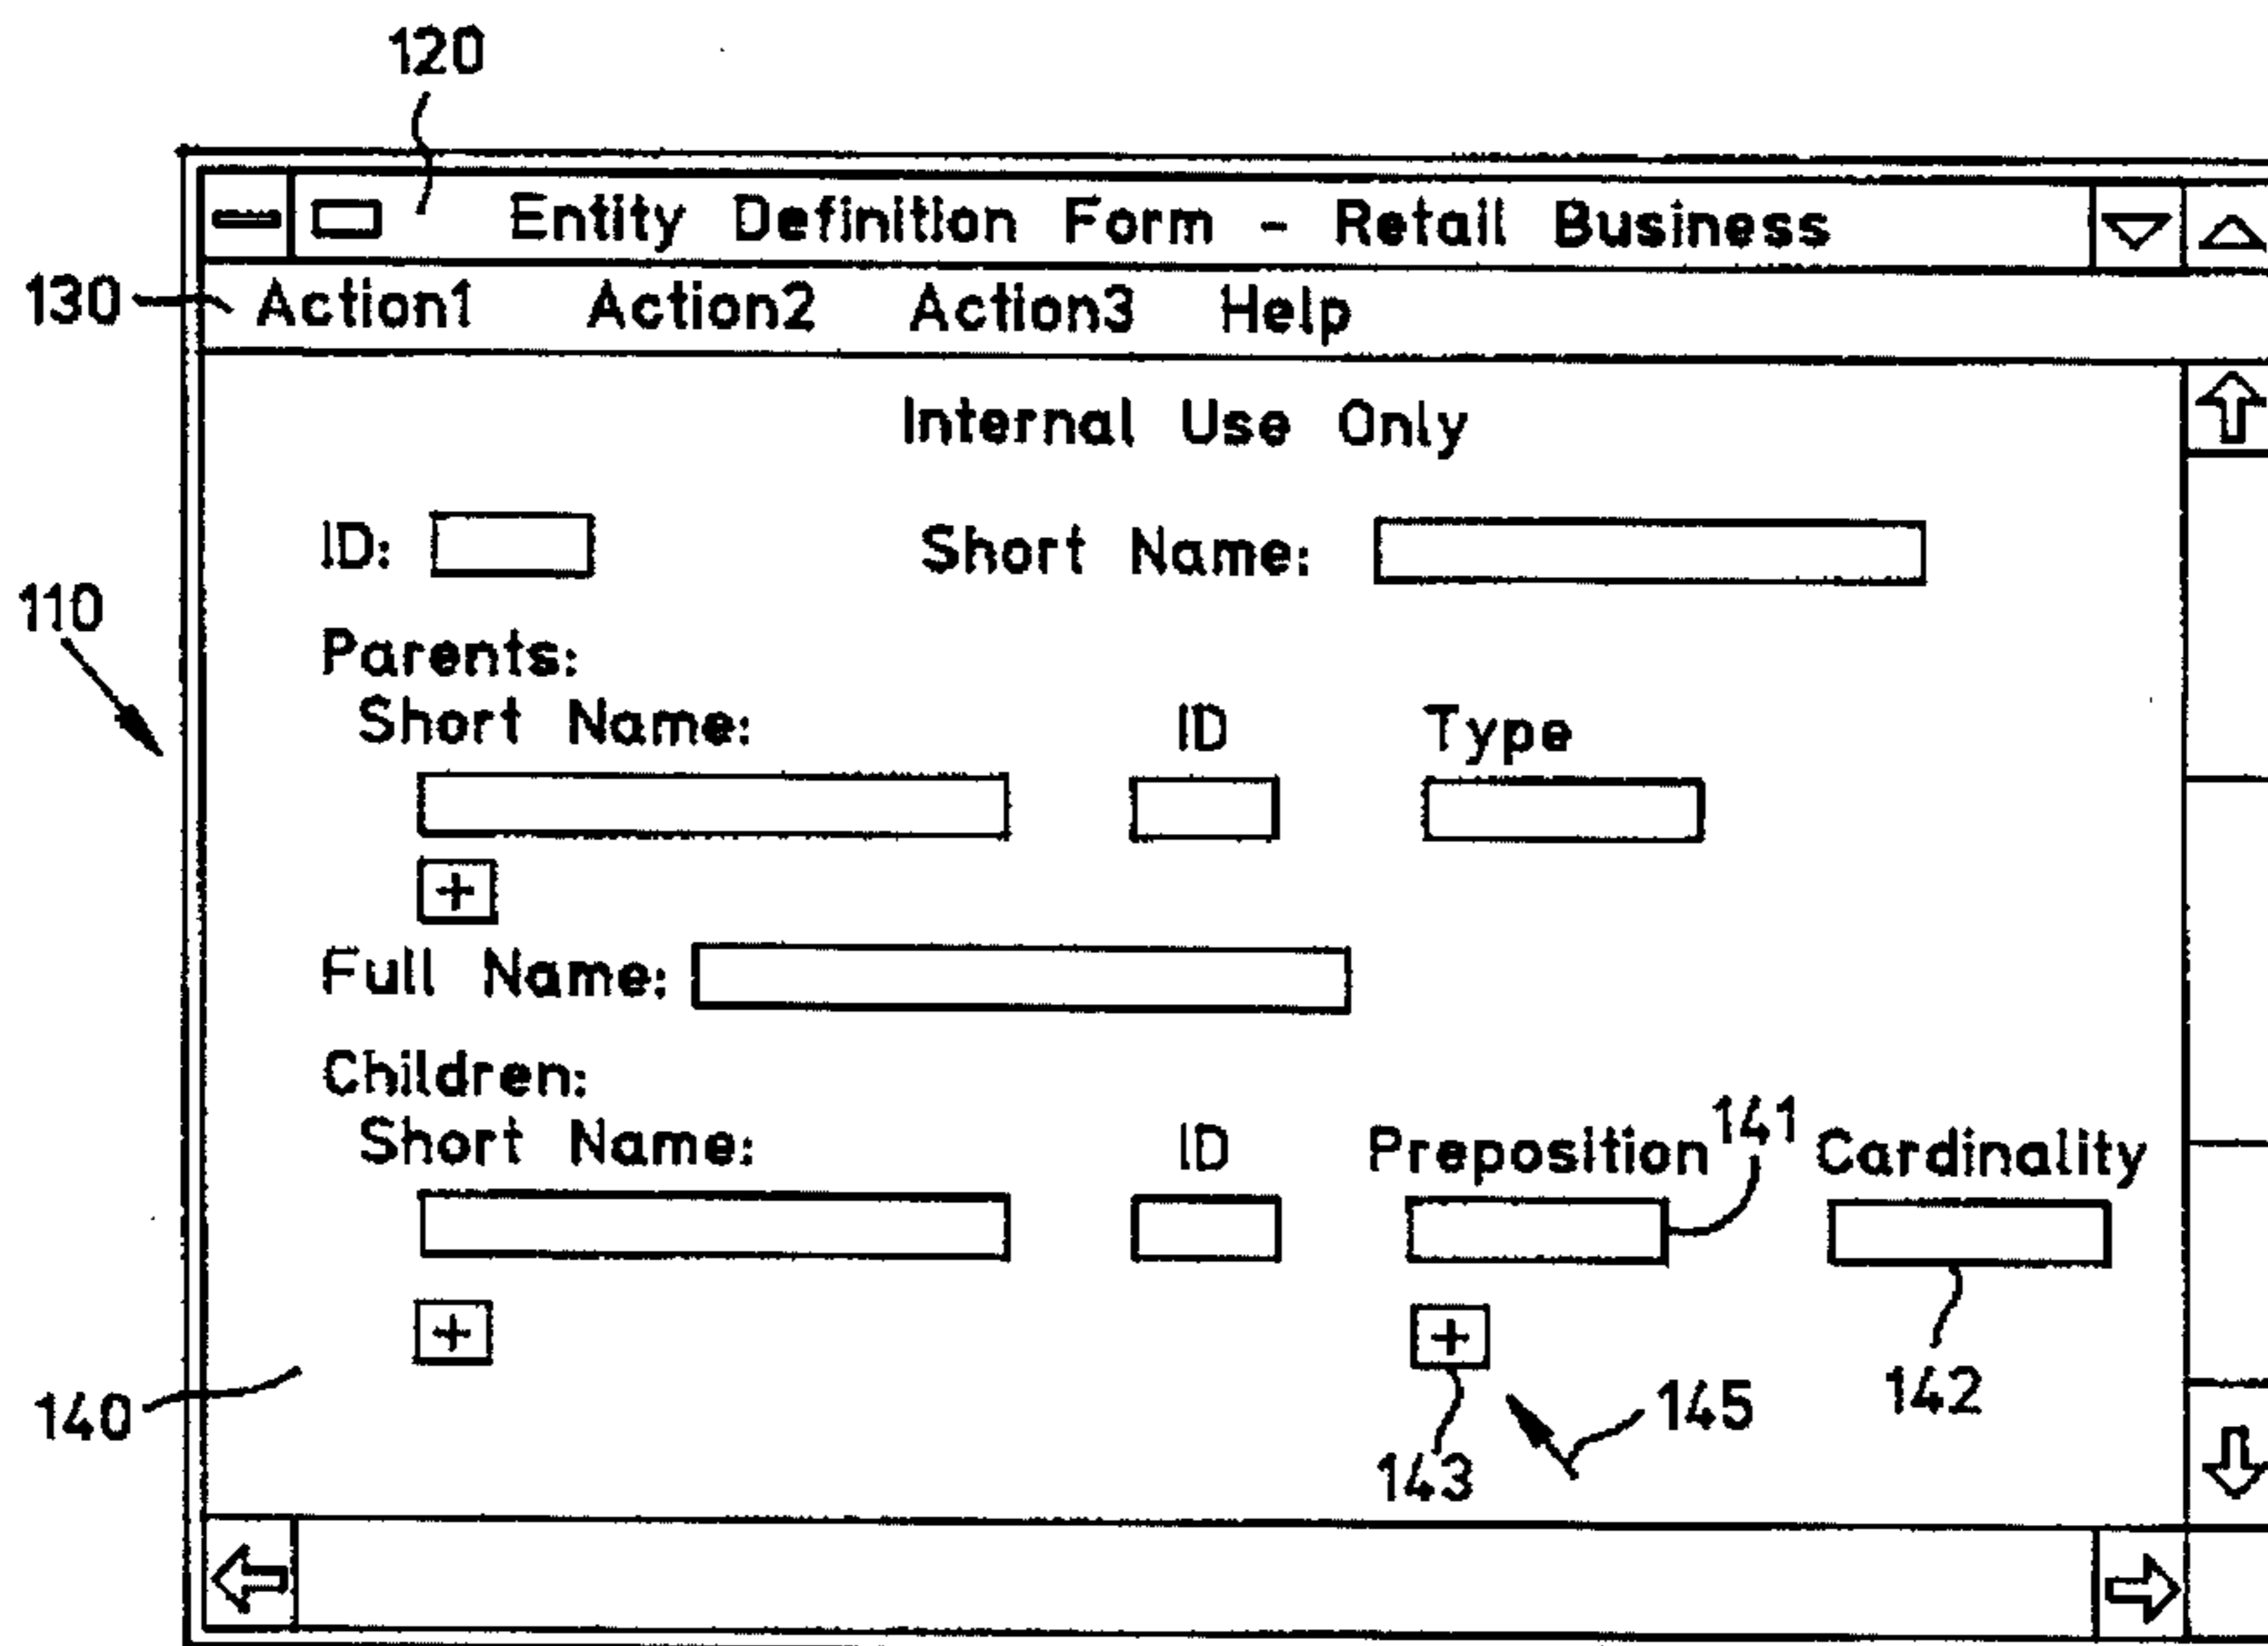 120
Entity Definition Form - Retail Business
130 Action1 Action2 Action3 Help
Internal Use Only
ID: Short Name:
110
Parents:
Short Name: ID Type
+
Full Name:
Children:
Short Name: ID Preposition 141 Cardinality
+ +
140 143 145 142